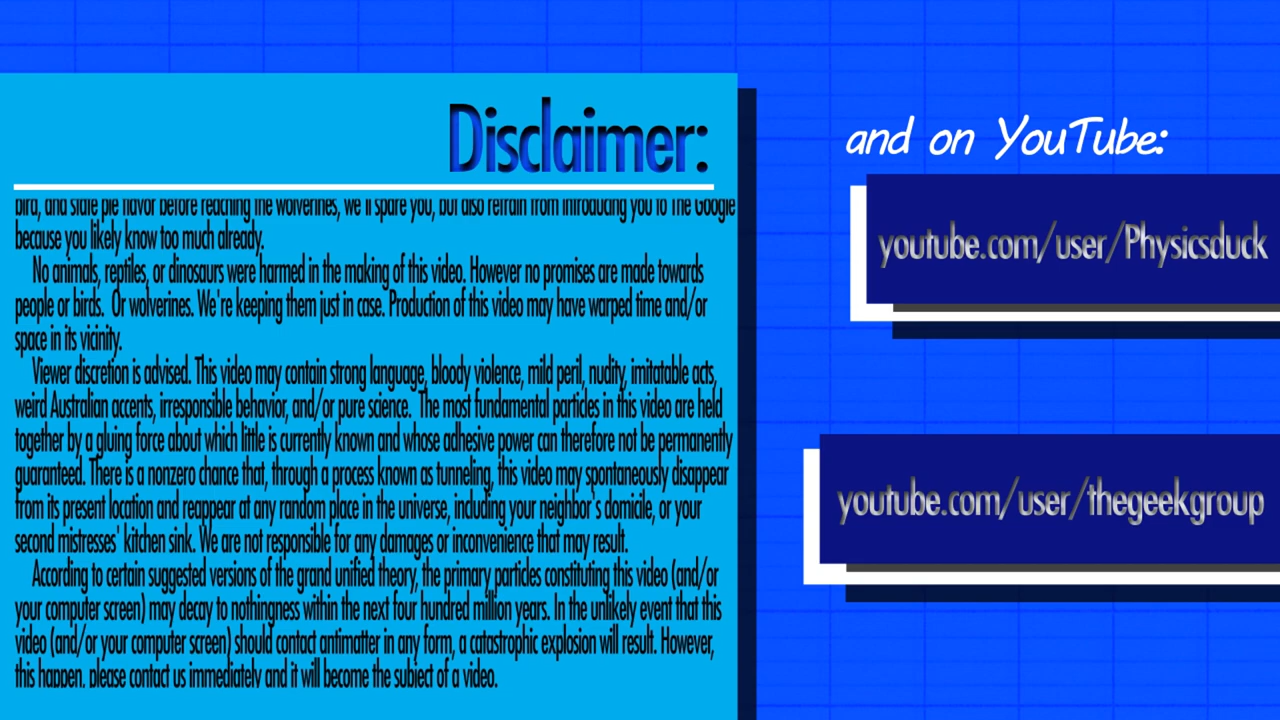 Disclaimer:
bird, and state pie flavor before reaching the wolverines, we'll spare you, but also refrain from introducing you to The Google
because you likely know too much already.
No animals, reptiles, or dinosaurs were harmed in the making of this video. However no promises are made towards
people or birds. Or wolverines. We're keeping them just in case. Production of this video may have warped time and/or
space in its vicinity.
Viewer discretion is advised. This video may contain strong language, bloody violence, mild peril, nudity, imitatable acts,
weird Australian accents, irresponsible behavior, and/or pure science. The most fundamental particles in this video are held
together by a gluing force about which little is currently known and whose adhesive power can therefore not be permanently
guaranteed. There is a nonzero chance that, through a process known as tunneling, this video may spontaneously disappear
from its present location and reappear at any random place in the universe, including your neighbor's domicile, or your
second mistresses' kitchen sink. We are not responsible for any damages or inconvenience that may result.
According to certain suggested versions of the grand unified theory, the primary particles constituting this video (and/or
your computer screen) may decay to nothingness within the next four hundred million years. In the unlikely event that this
video (and/or your computer screen) should contact antimatter in any form, a catastrophic explosion will result. However,
this happen, please contact us immediately and it will become the subject of a video.
and on YouTube:
youtube.com/user/Physicsduck
youtube.com/user/thegeekgroup